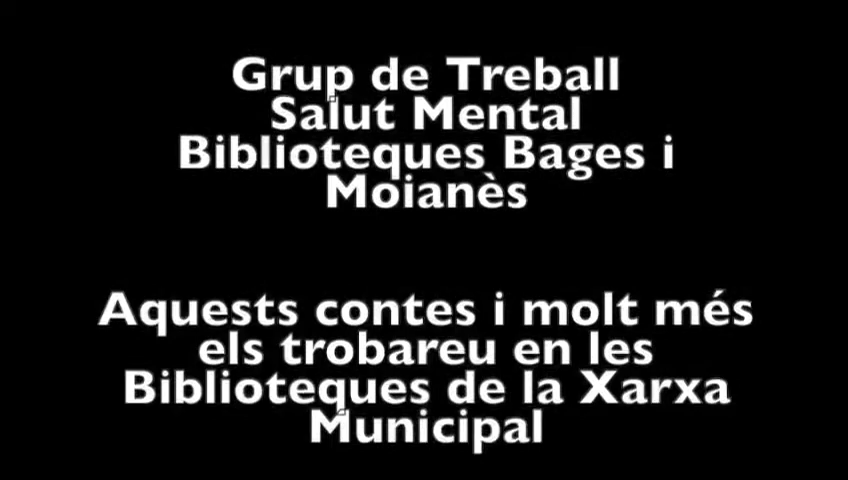 Grup de Treball
Salut Mental
Biblioteques Bages i
Moianès
Aquests contes i molt més
els trobareu en les
Biblioteques de la Xarxa
Municipal